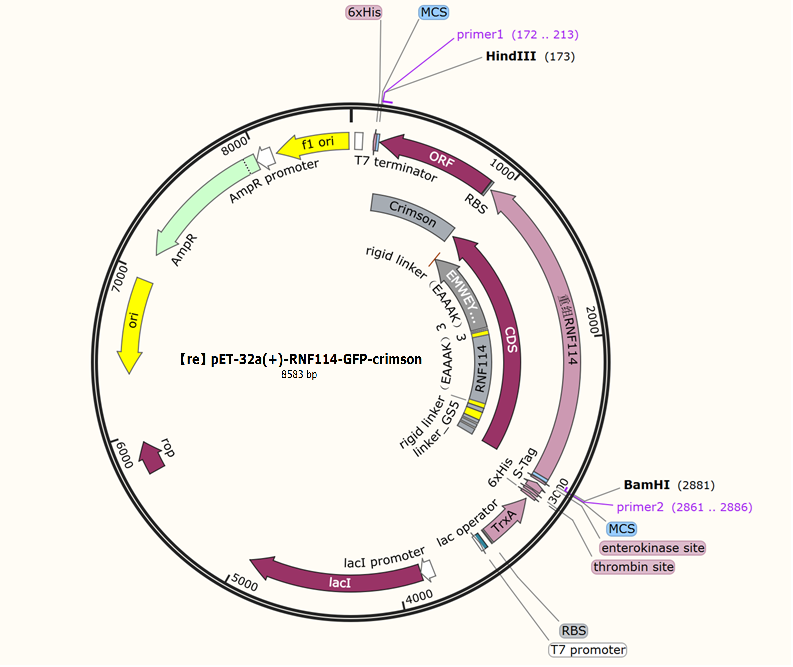 6xHis
MCS
primer1 (172 .. 213)
HindIII (173)
8000
f1 ori
T7 terminator
ORF
1000
AmpR promoter
RBS
AmpR
Crimson
7000
rigid linker (EAAAK) 3
EMWEY...
重组RNF114
2000
ori
CDS
【re】pET-32a(+)-RNF114-GFP-crimson
8583 bp
RNF114
rigid linker (EAAAK) 3
linker_GS5
6000
rop
6xHis
S-Tag
3000
BamHI (2881)
primer2 (2861 .. 2886)
MCS
enterokinase site
thrombin site
lac operator
TrxA
lacI promoter
lacI
5000
4000
RBS
T7 promoter